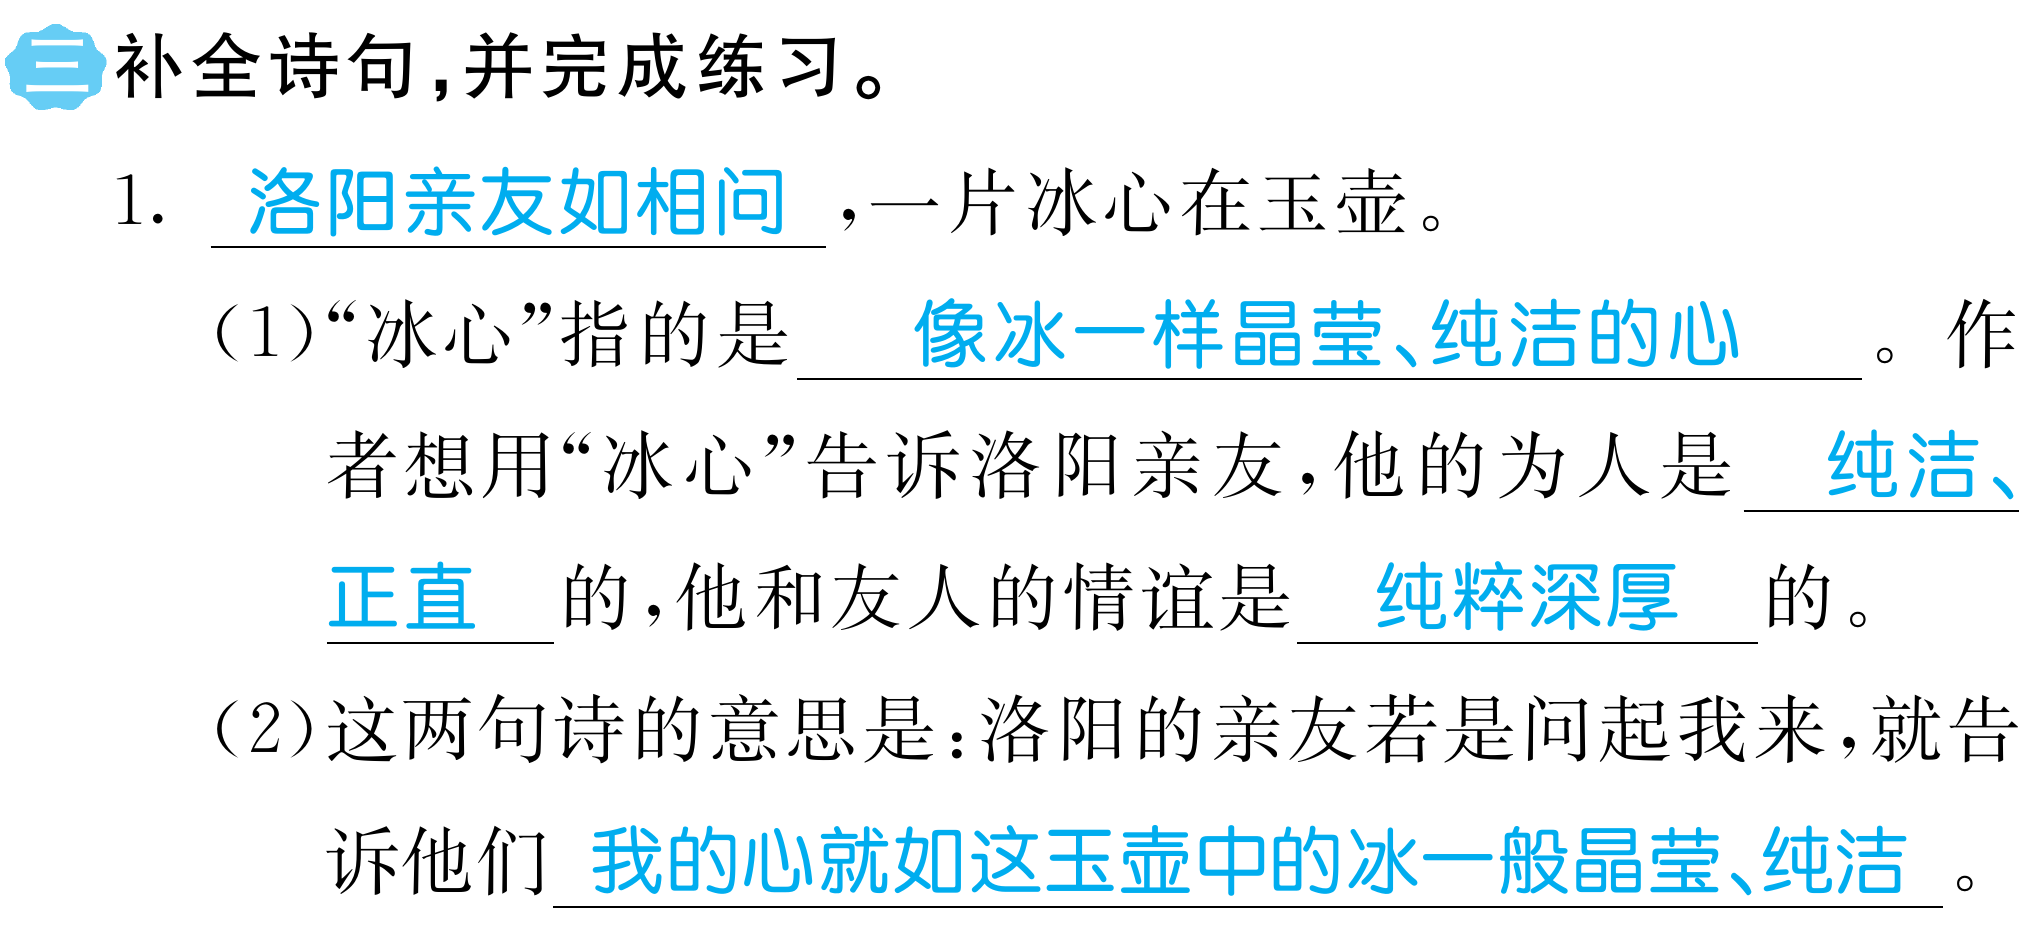 三 补全诗句,并完成练习。
1. 洛阳亲友如相问,一片冰心在玉壶。
(1)“冰心”指的是 像冰一样晶莹、纯洁的心 。作
者想用“冰心”告诉洛阳亲友,他的为人是 纯洁、
正直 的,他和友人的情谊是 纯粹深厚 的。
(2)这两句诗的意思是:洛阳的亲友若是问起我来,就告
诉他们 我的心就如这玉壶中的冰一般晶莹、纯洁 。